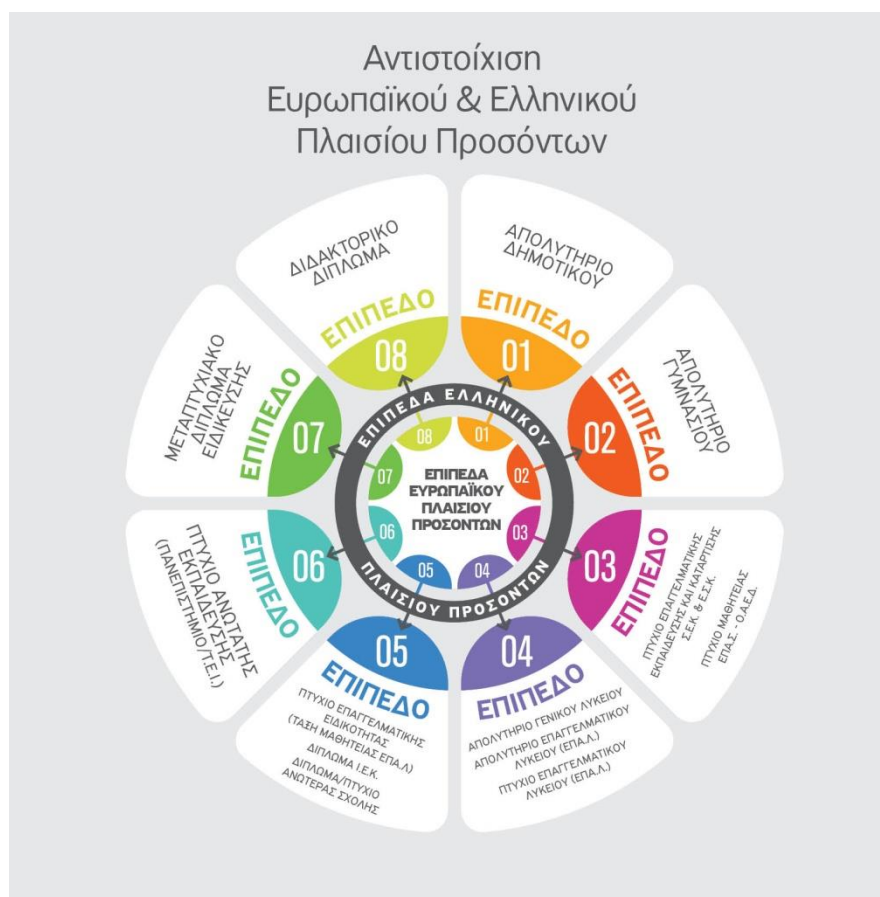 Αντιστοίχιση
Ευρωπαϊκού & Ελληνικού
Πλαισίου Προσόντων
ΑΠΟΛΥΤΗΡΙΟ
ΔΗΜΟΤΙΚΟΥ
ΕΠΙΠΕΔΟ
01
ΑΠΟΛΥΤΗΡΙΟ
ΓΥΜΝΑΣΙΟΥ
ΕΠΙΠΕΔΟ
02
ΠΤΥΧΙΟ ΕΠΑΓΓΕΛΜΑΤΙΚΗΣ
ΕΚΠΑΙΔΕΥΣΗΣ ΚΑΙ ΚΑΤΑΡΤΙΣΗΣ
Σ.Ε.Κ. & Ε.Σ.Κ.
ΠΤΥΧΙΟ ΜΑΘΗΤΕΙΑΣ
ΕΠΑ.Σ. - Ο.Α.Ε.Δ.
ΕΠΙΠΕΔΟ
03
04
ΕΠΙΠΕΔΟ
ΑΠΟΛΥΤΗΡΙΟ ΓΕΝΙΚΟΥ ΛΥΚΕΙΟΥ
ΑΠΟΛΥΤΗΡΙΟ ΕΠΑΓΓΕΛΜΑΤΙΚΟΥ
ΛΥΚΕΙΟΥ (ΕΠΑ.Λ.)
ΠΤΥΧΙΟ ΕΠΑΓΓΕΛΜΑΤΙΚΟΥ
ΛΥΚΕΙΟΥ (ΕΠΑ.Λ.)
05
ΕΠΙΠΕΔΟ
ΠΤΥΧΙΟ ΕΠΑΓΓΕΛΜΑΤΙΚΗΣ
ΕΙΔΙΚΟΤΗΤΑΣ
(ΤΑΞΗ ΜΑΘΗΤΕΙΑΣ ΕΠΑ.Λ)
ΔΙΠΛΩΜΑ Ι.Ε.Κ.
ΔΙΠΛΩΜΑ/ΠΤΥΧΙΟ
ΑΝΩΤΕΡΑΣ ΣΧΟΛΗΣ
06
ΕΠΙΠΕΔΟ
ΠΤΥΧΙΟ ΑΝΩΤΑΤΗΣ
ΕΚΠΑΙΔΕΥΣΗΣ
(ΠΑΝΕΠΙΣΤΗΜΙΟ/Τ.Ε.Ι.)
07
ΕΠΙΠΕΔΟ
ΜΕΤΑΠΤΥΧΙΑΚΟ
ΔΙΠΛΩΜΑ
ΕΙΔΙΚΕΥΣΗΣ
ΔΙΔΑΚΤΟΡΙΚΟ
ΔΙΠΛΩΜΑ
ΕΠΙΠΕΔΟ
08
ΕΠΙΠΕΔΑ ΕΛΛΗΝΙΚΟΥ
ΠΛΑΙΣΙΟΥ ΠΡΟΣΟΝΤΩΝ
01
02
03
04
05
06
07
08
ΕΠΙΠΕΔΑ
ΕΥΡΩΠΑΪΚΟΥ
ΠΛΑΙΣΙΟΥ
ΠΡΟΣΟΝΤΩΝ